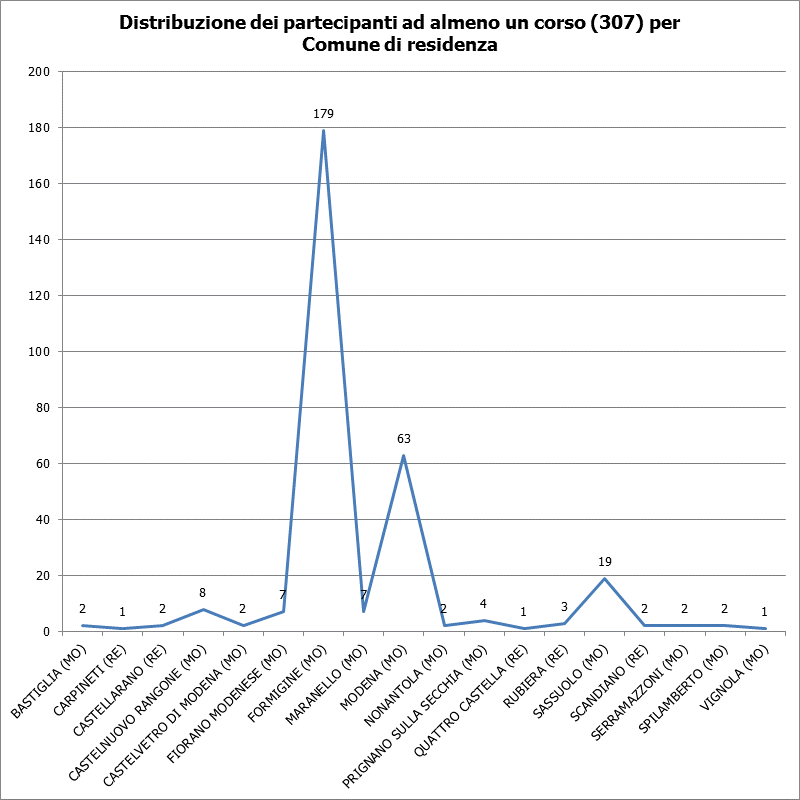 Distribuzione dei partecipanti ad almeno un corso (307) per
Comune di residenza
200
180
160
140
120
100
80
60
40
20
0
2
1
2
8
2
7
179
7
63
2
4
1
3
19
2
2
2
1
BASTIGLIA (MO)
CARPINETI (RE)
CASTELLARANO (RE)
CASTELNUOVO RANGONE (MO)
CASTELVETRO DI MODENA (MO)
FIORANO MODENESE (MO)
FORMIGINE (MO)
MARANELLO (MO)
MODENA (MO)
NONANTOLA (MO)
PRIGNANO SULLA SECCHIA (MO)
QUATTRO CASTELLA (RE)
RUBIERA (RE)
SASSUOLO (MO)
SCANDIANO (RE)
SERRAMAZZONI (MO)
SPILAMBERTO (MO)
VIGNOLA (MO)